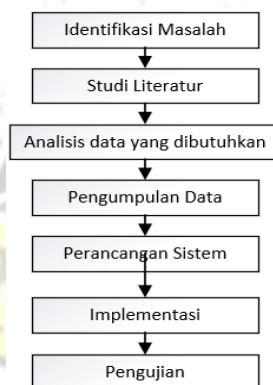 Identifikasi Masalah
Studi Literatur
Analisis data yang dibutuhkan
Pengumpulan Data
Perancangan Sistem
Implementasi
Pengujian